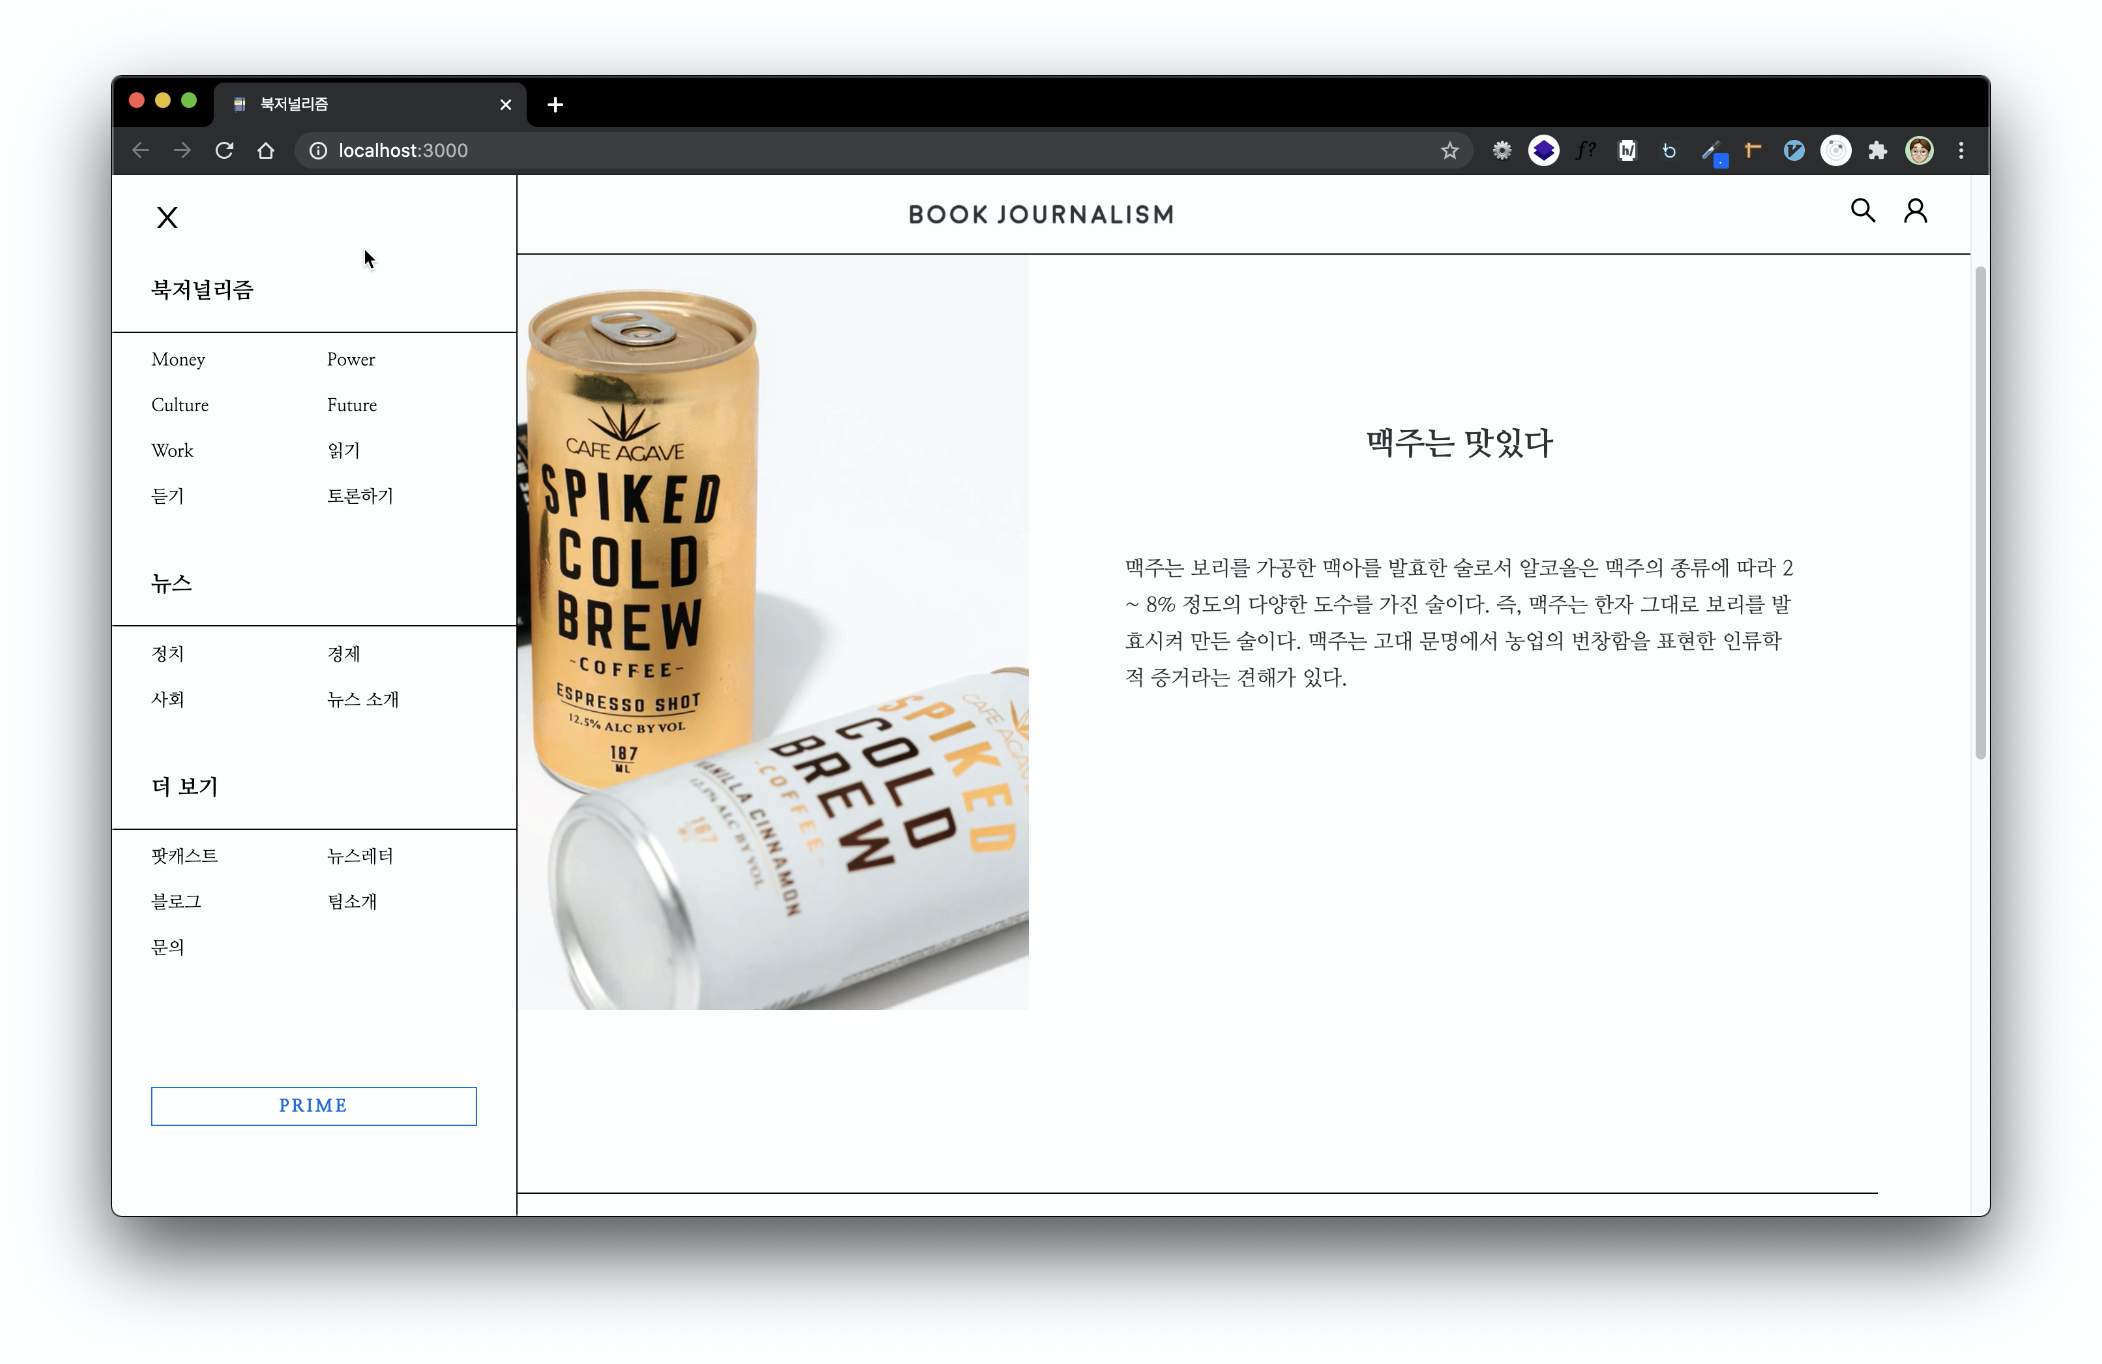 북저널리즘
localhost:3000
X
BOOK JOURNALISM
북저널리즘
Money
Power
Culture
Future
Work
읽기
듣기
토론하기
뉴스
정치
경제
사회
뉴스 소개
더 보기
팟캐스트
뉴스레터
블로그
팀소개
문의
PRIME
CAFE AGAVE
SPIKED
COLD
BREW
-COFFEE-
ESPRESSO SHOT
12.5% ALC BY VOL
187
ML
CAFE AGAV
SPIKED
COLD
BREW
-COFFEE-
VANILLA CINNAMON
12.5% ALC BY VOL
187
맥주는 맛있다
맥주는 보리를 가공한 맥아를 발효한 술로서 알코올은 맥주의 종류에 따라 2
~ 8% 정도의 다양한 도수를 가진 술이다. 즉, 맥주는 한자 그대로 보리를 발
효시켜 만든 술이다. 맥주는 고대 문명에서 농업의 번창함을 표현한 인류학
적 증거라는 견해가 있다.